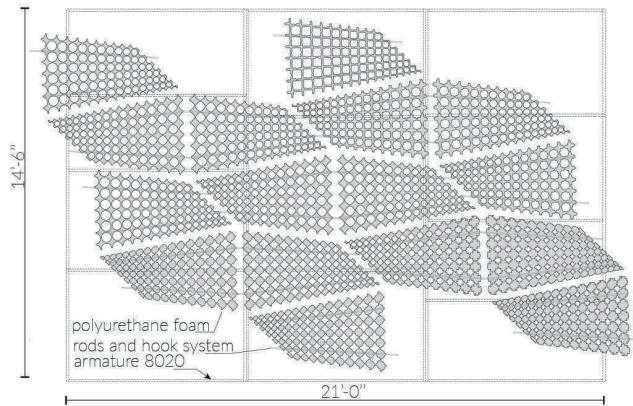 14'-6"
polyurethane foam
rods and hook system
armature 8020
21'-0"